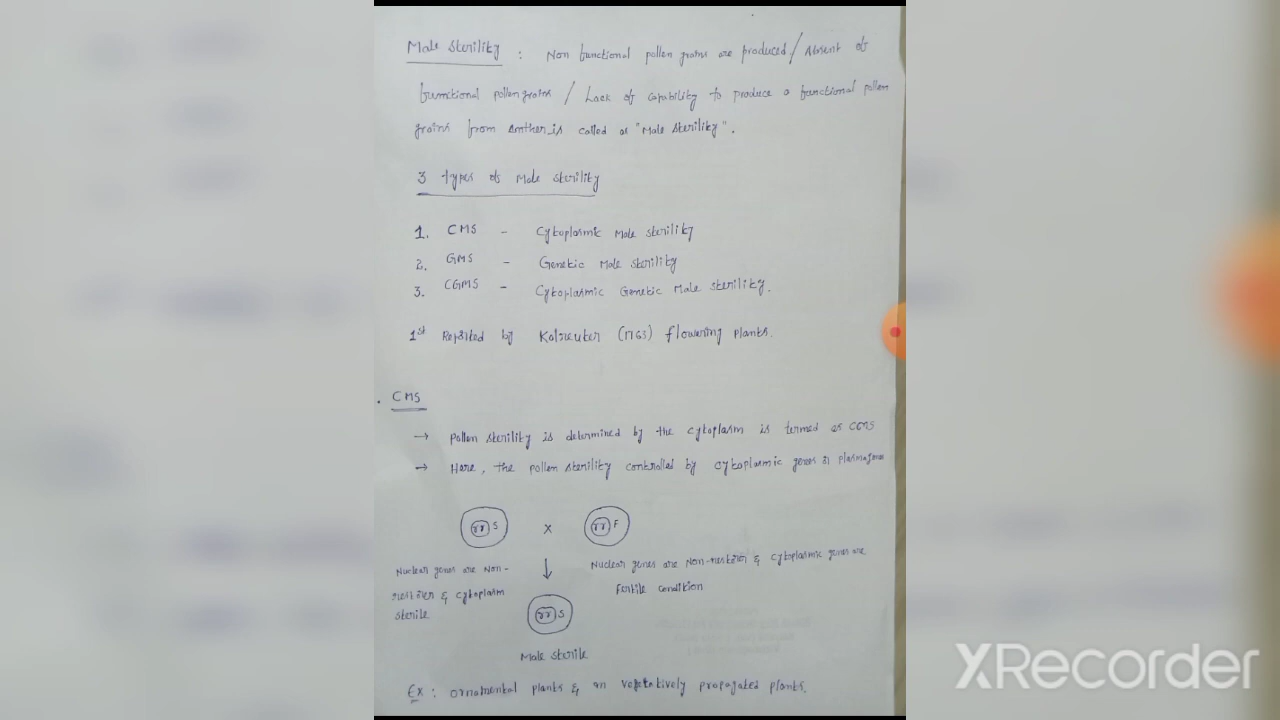 Male sterility : Non functional pollen grains are produced / Absent of
functional pollen grains / Lack of capability to produce a functional pollen
grains from anther is called as "Male sterility".
3 types of Male sterility
1. CMS - Cytoplasmic Male sterility
2. GMS - Genetic Male sterility
3. CGMS - Cytoplasmic Genetic Male sterility.
1st Reported by Kolreuter (1763) flowering plants.
. CMS
→ Pollen sterility is determined by the cytoplasm is termed as CMS
→ Here, the pollen sterility controlled by cytoplasmic genes or plasmagene
rr S x rr F
Nuclear genes are Non-
restorer & cytoplasm
sterile
Nuclear genes are Non-restorer & cytoplasmic genes are
Fertile condition
↓
rr S
Male sterile
Ex : ornamental plants & in vegetatively propagated plants.
XRecorder